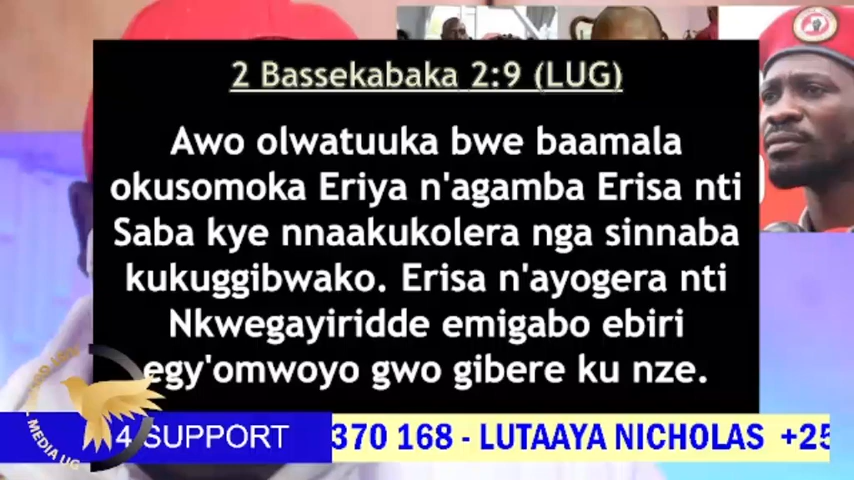 2 Bassekabaka 2:9 (LUG)
Awo olwatuuka bwe baamala
okusomoka Eriya n'agamba Erisa nti
Saba kye nnaakukolera nga sinnaba
kukuggibwako. Erisa n'ayogera nti
Nkwegayiridde emigabo ebiri
egy'omwoyo gwo gibere ku nze.
4 SUPPORT
370 168 - LUTAAYA NICHOLAS +25
MEDIA UG